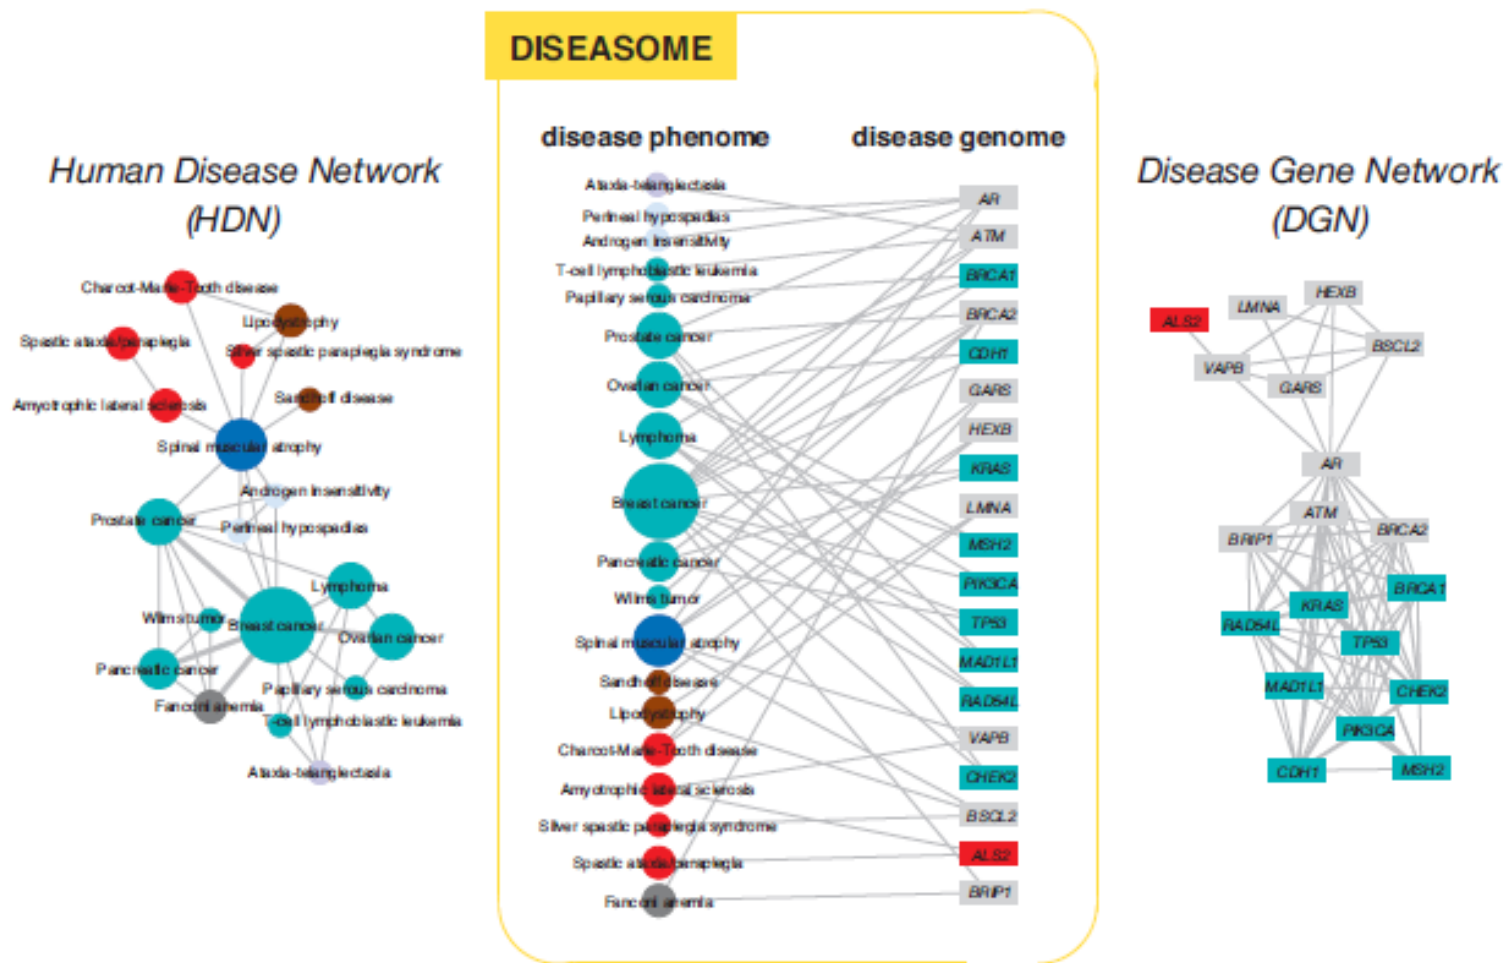 DISEASOME
disease phenome
disease genome
Human Disease Network
(HDN)
Disease Gene Network
(DGN)
Charcot-Marie-Tooth disease
Lipodystrophy
Spastic ataxia/paraplegia
Silver spastic paraplegia syndrome
Amyotrophic lateral sclerosis
Sandhoff disease
Spinal muscular atrophy
Androgen insensitivity
Prostate cancer
Perineal hypospadias
Lymphoma
Wilms tumor
Breast cancer
Ovarian cancer
Pancreatic cancer
Papillary serous carcinoma
Fanconi anemia
T-cell lymphoblastic leukemia
Ataxia-telangiectasia
Ataxia-telangiectasia
Perineal hypospadias
Androgen insensitivity
T-cell lymphoblastic leukemia
Papillary serous carcinoma
Prostate cancer
Ovarian cancer
Lymphoma
Breast cancer
Pancreatic cancer
Wilms tumor
Spinal muscular atrophy
Sandhoff disease
Lipodystrophy
Charcot-Marie-Tooth disease
Amyotrophic lateral sclerosis
Silver spastic paraplegia syndrome
Spastic ataxia/paraplegia
Fanconi anemia
AR
ATM
BRCA1
BRCA2
CDH1
GARS
HEXB
KRAS
LMNA
MSH2
PIK3CA
TP53
MAD1L1
RAD54L
VAPB
CHEK2
BSCL2
ALS2
BRIP1
HEXB
LMNA
ALS2
BSCL2
VAPB
GARS
AR
ATM
BRCA2
BRIP1
BRCA1
KRAS
RAD54L
TP53
MAD1L1
CHEK2
PIK3CA
CDH1
MSH2